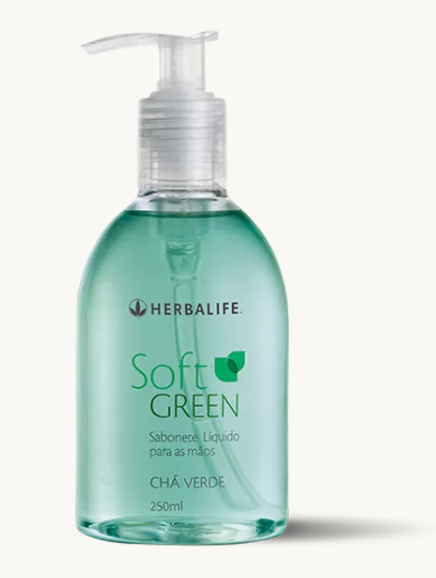 HERBALIFE.
Soft
GREEN
Sabonete Líquido
para as mãos
CHÁ VERDE
250ml